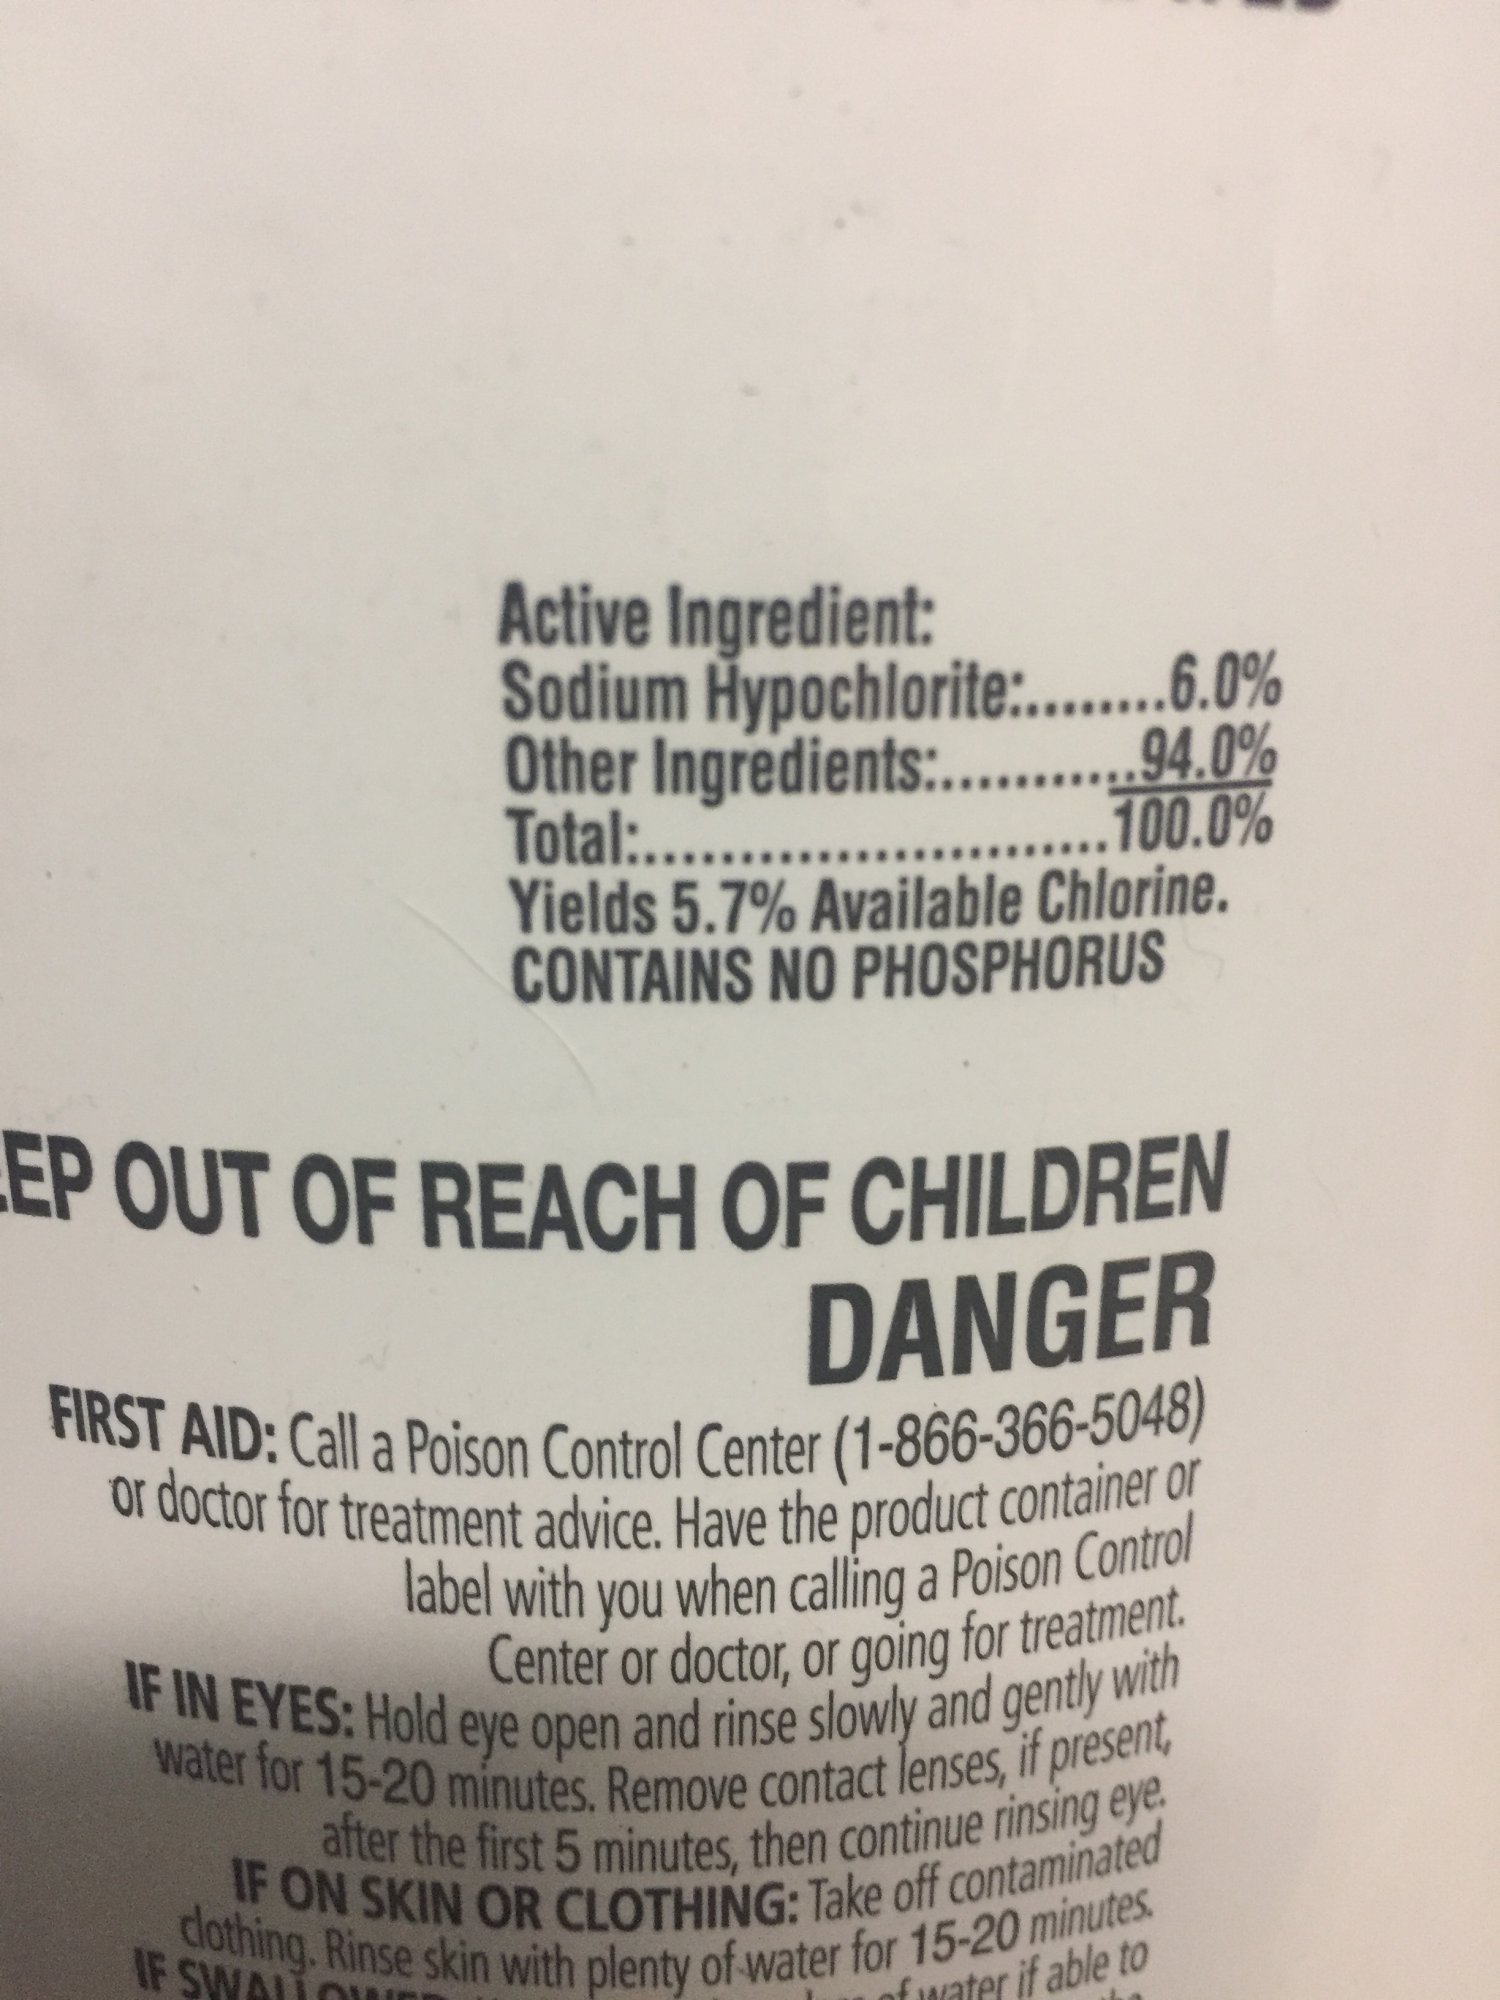 Active Ingredient:
Sodium Hypochlorite:.........6.0%
Other Ingredients:............94.0%
Total:...........................100.0%
Yields 5.7% Available Chlorine.
CONTAINS NO PHOSPHORUS
EEP OUT OF REACH OF CHILDREN
DANGER
FIRST AID: Call a Poison Control Center (1-866-366-5048)
or doctor for treatment advice. Have the product container or
label with you when calling a Poison Control
Center or doctor, or going for treatment.
IF IN EYES: Hold eye open and rinse slowly and gently with
water for 15-20 minutes. Remove contact lenses, if present,
after the first 5 minutes, then continue rinsing eye.
IF ON SKIN OR CLOTHING: Take off contaminated
clothing. Rinse skin with plenty of water for 15-20 minutes.
IF SWALLOWED of water if able to